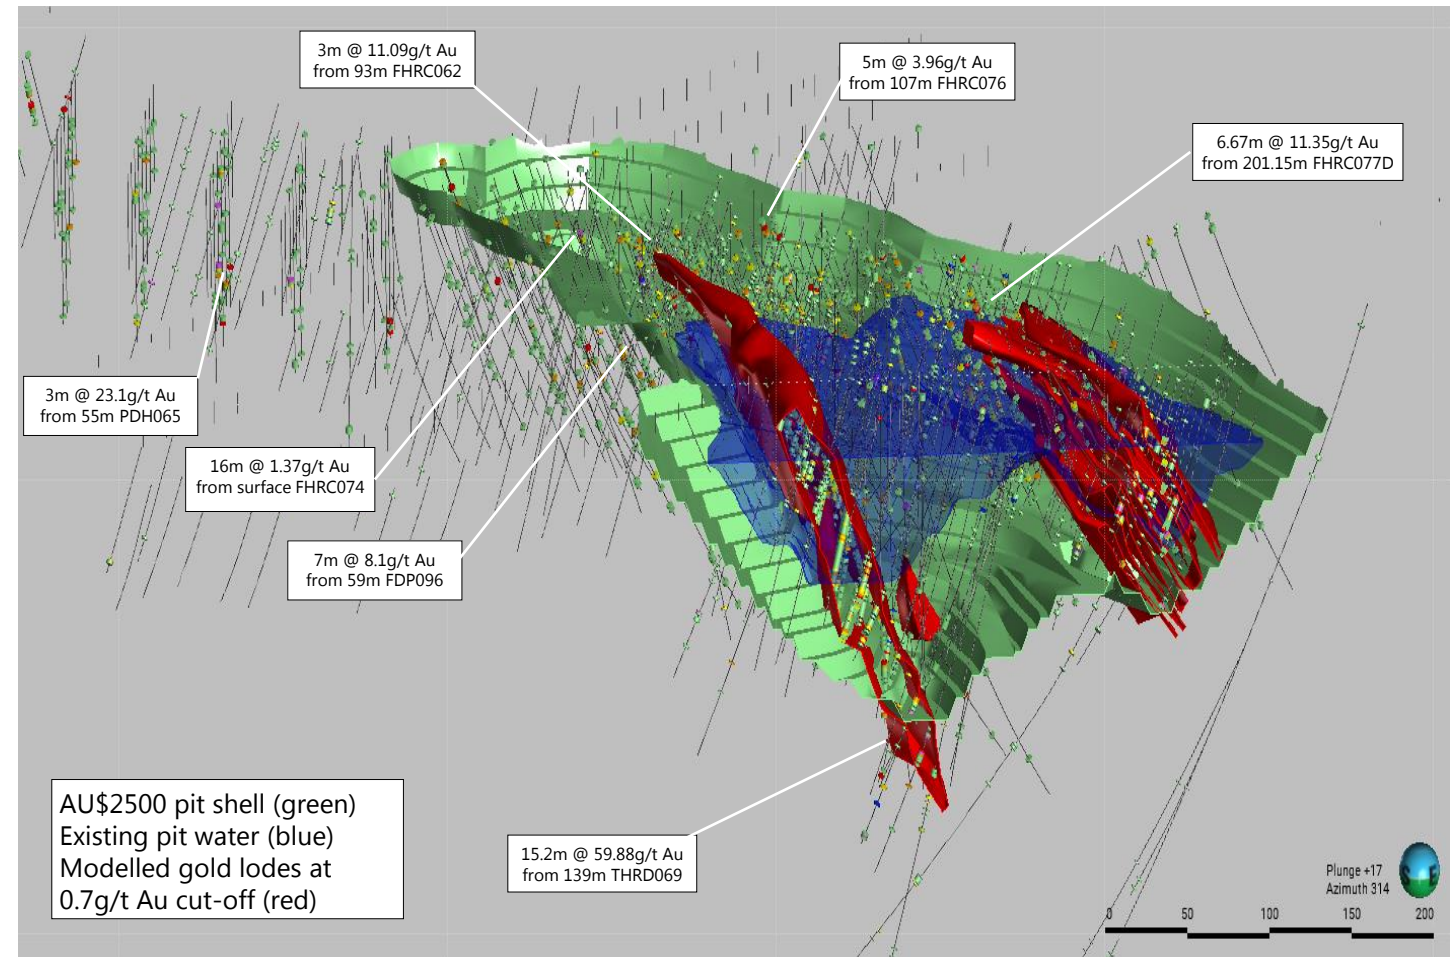 3m @ 11.09g/t Au
from 93m FHRC062
5m @ 3.96g/t Au
from 107m FHRC076
6.67m @ 11.35g/t Au
from 201.15m FHRC077D
3m @ 23.1g/t Au
from 55m PDH065
16m @ 1.37g/t Au
from surface FHRC074
7m @ 8.1g/t Au
from 59m FDP096
15.2m @ 59.88g/t Au
from 139m THRD069
AU$2500 pit shell (green)
Existing pit water (blue)
Modelled gold lodes at
0.7g/t Au cut-off (red)
Plunge +17
Azimuth 314
S E
0 50 100 150 200